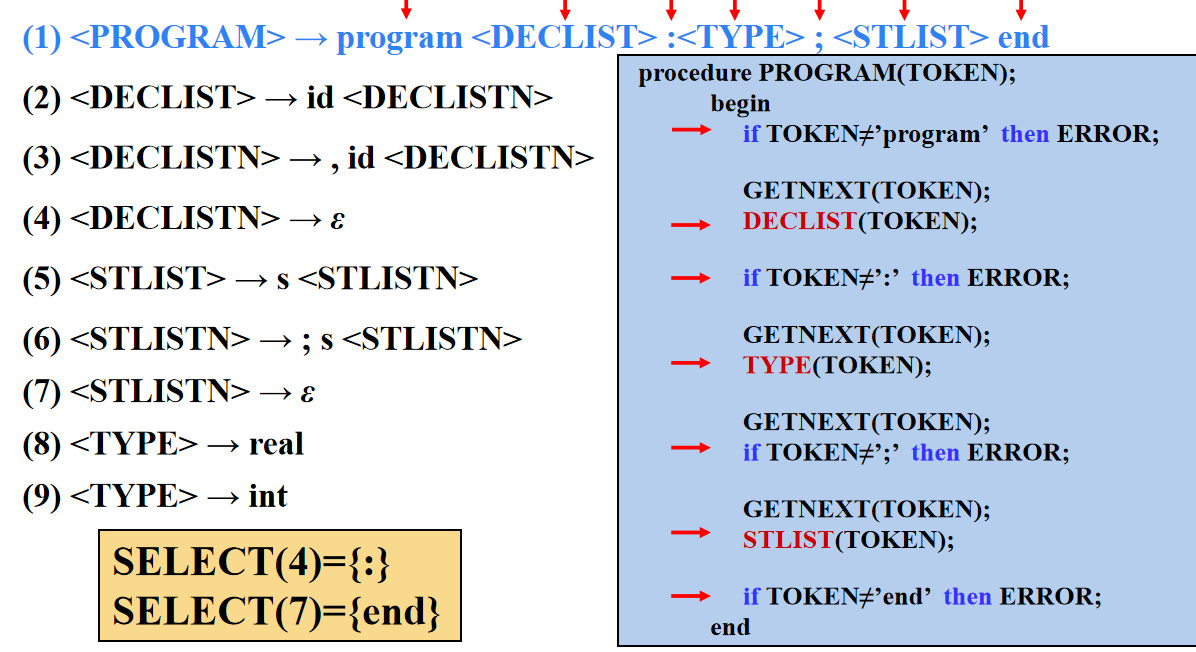 (1) <PROGRAM> → program <DECLIST> :<TYPE> ; <STLIST> end
(2) <DECLIST> → id <DECLISTN>
(3) <DECLISTN> → , id <DECLISTN>
(4) <DECLISTN> → ε
(5) <STLIST> → s <STLISTN>
(6) <STLISTN> → ; s <STLISTN>
(7) <STLISTN> → ε
(8) <TYPE> → real
(9) <TYPE> → int
SELECT(4)={:}
SELECT(7)={end}
procedure PROGRAM(TOKEN);
begin
if TOKEN≠’program’ then ERROR;
GETNEXT(TOKEN);
DECLIST(TOKEN);
if TOKEN≠’:’ then ERROR;
GETNEXT(TOKEN);
TYPE(TOKEN);
GETNEXT(TOKEN);
if TOKEN≠’;’ then ERROR;
GETNEXT(TOKEN);
STLIST(TOKEN);
if TOKEN≠’end’ then ERROR;
end